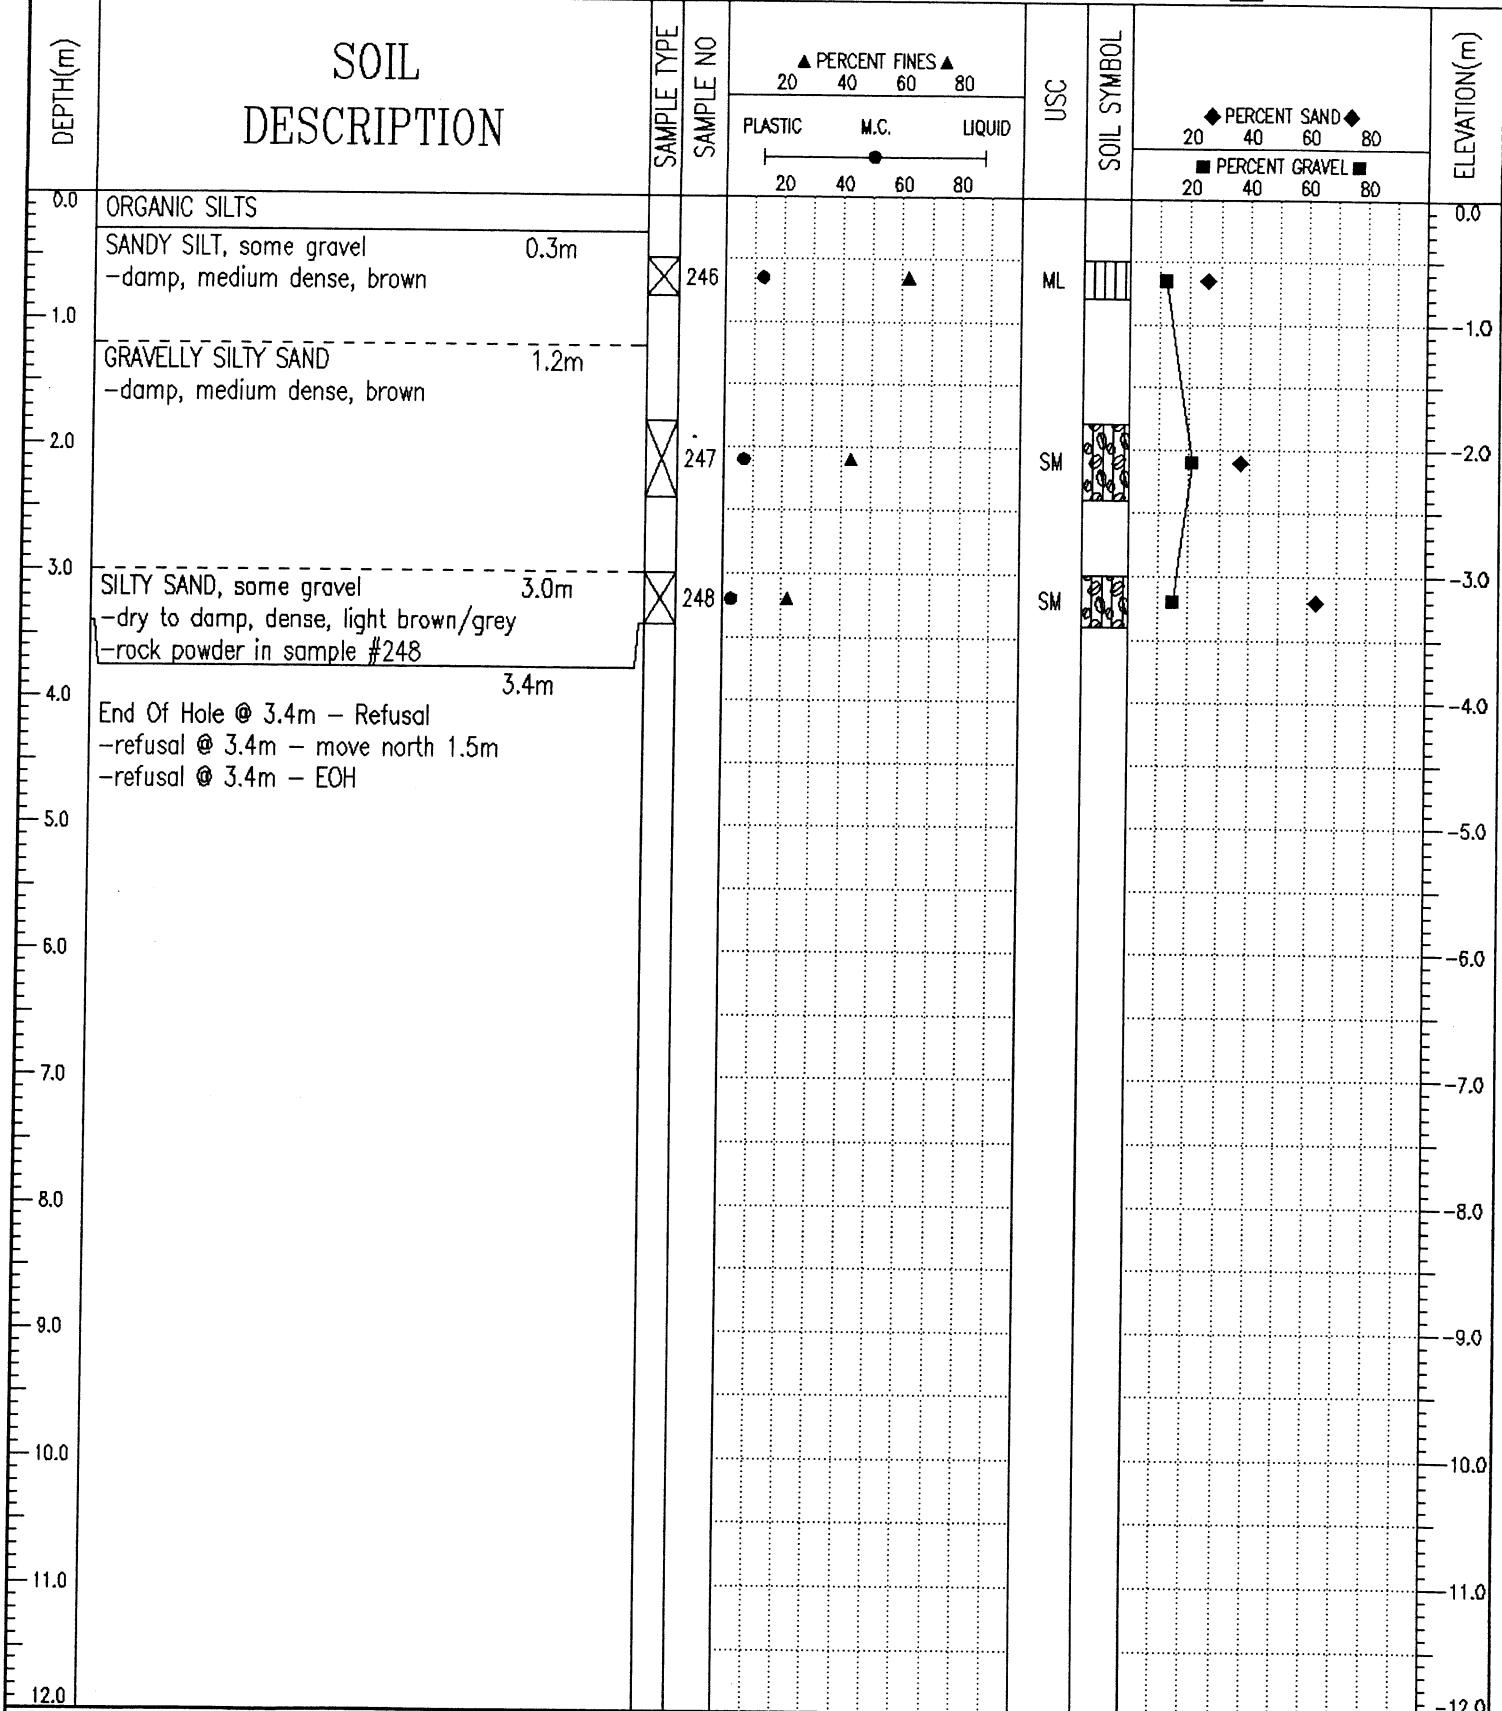 DEPTH(m)
SOIL
DESCRIPTION
SAMPLE TYPE
SAMPLE NO
▲ PERCENT FINES ▲
20 40 60 80
PLASTIC M.C. LIQUID
20 40 60 80
USC
SOIL SYMBOL
◆ PERCENT SAND ◆
20 40 60 80
■ PERCENT GRAVEL ■
20 40 60 80
ELEVATION(m)
0.0
ORGANIC SILTS
0.0
SANDY SILT, some gravel 0.3m
-damp, medium dense, brown
246
ML
1.0
-1.0
GRAVELLY SILTY SAND 1.2m
-damp, medium dense, brown
2.0
247
SM
-2.0
3.0
-3.0
SILTY SAND, some gravel 3.0m
248
SM
-dry to damp, dense, light brown/grey
-rock powder in sample #248
3.4m
4.0
-4.0
End Of Hole @ 3.4m - Refusal
-refusal @ 3.4m - move north 1.5m
-refusal @ 3.4m - EOH
5.0
-5.0
6.0
-6.0
7.0
-7.0
8.0
-8.0
9.0
-9.0
10.0
-10.0
11.0
-11.0
12.0
-12.0